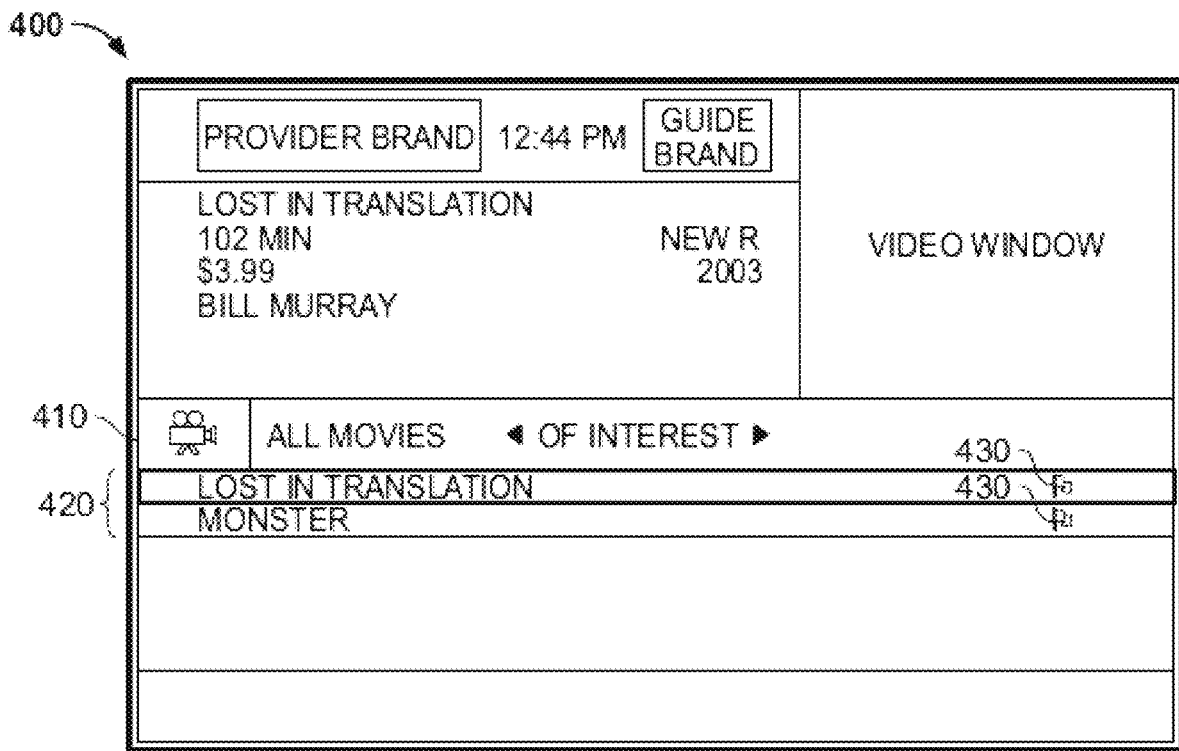 400
PROVIDER BRAND 12:44 PM GUIDE BRAND
LOST IN TRANSLATION
102 MIN NEW R
$3.99 2003
BILL MURRAY
VIDEO WINDOW
410
ALL MOVIES ◀ OF INTEREST ▶
430
420
LOST IN TRANSLATION 430
MONSTER